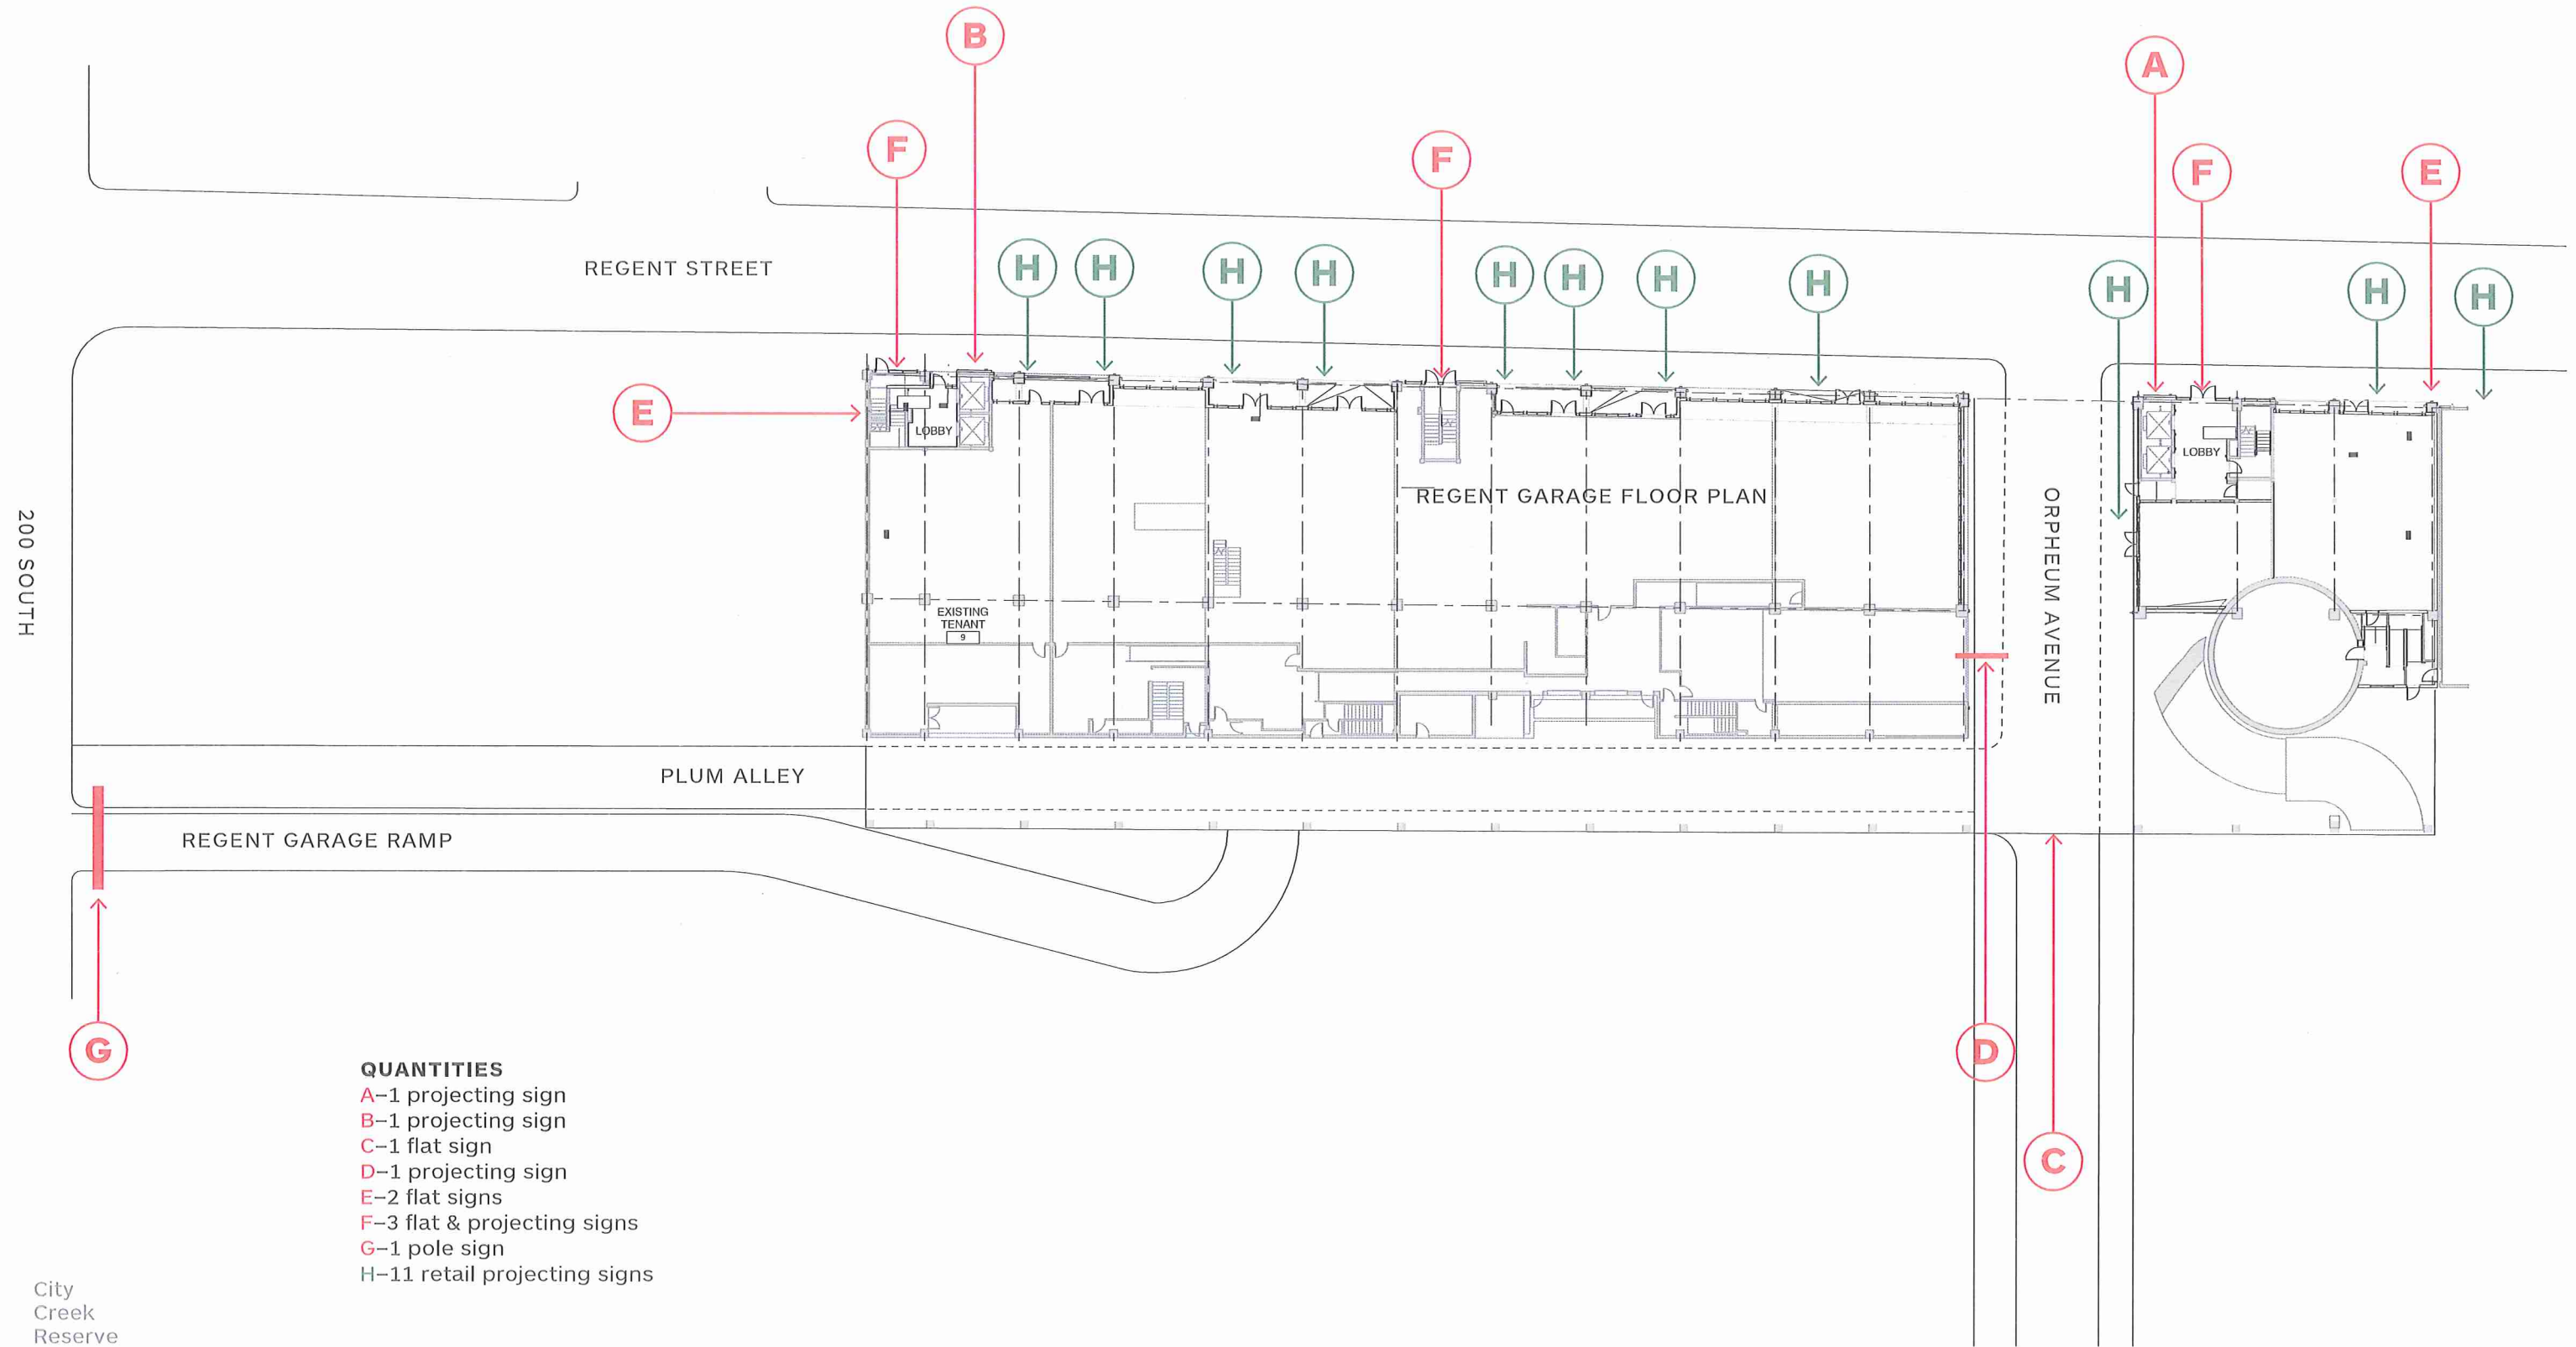 B
A
F
F
F
E
REGENT STREET
H
H
H
H
H
H
H
H
H
H
H
E
LOBBY
LOBBY
REGENT GARAGE FLOOR PLAN
200 SOUTH
ORPHEUM AVENUE
EXISTING
TENANT
9
PLUM ALLEY
REGENT GARAGE RAMP
G
D
C
QUANTITIES
A–1 projecting sign
B–1 projecting sign
C–1 flat sign
D–1 projecting sign
E–2 flat signs
F–3 flat & projecting signs
G–1 pole sign
H–11 retail projecting signs
City
Creek
Reserve